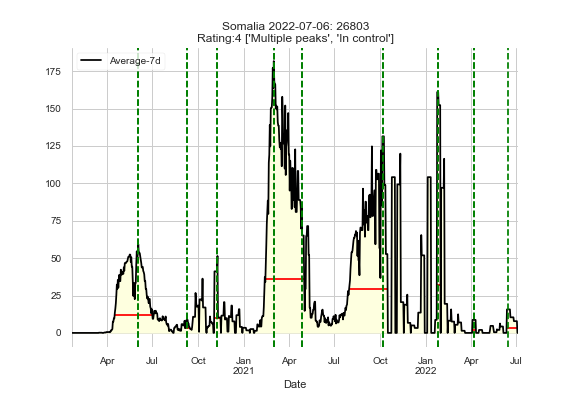 Somalia 2022-07-06: 26803
Rating:4 ['Multiple peaks', 'In control']
Average-7d
175
150
125
100
75
50
25
0
Apr Jul Oct Jan Apr Jul Oct Jan Apr Jul
2021 2022
Date